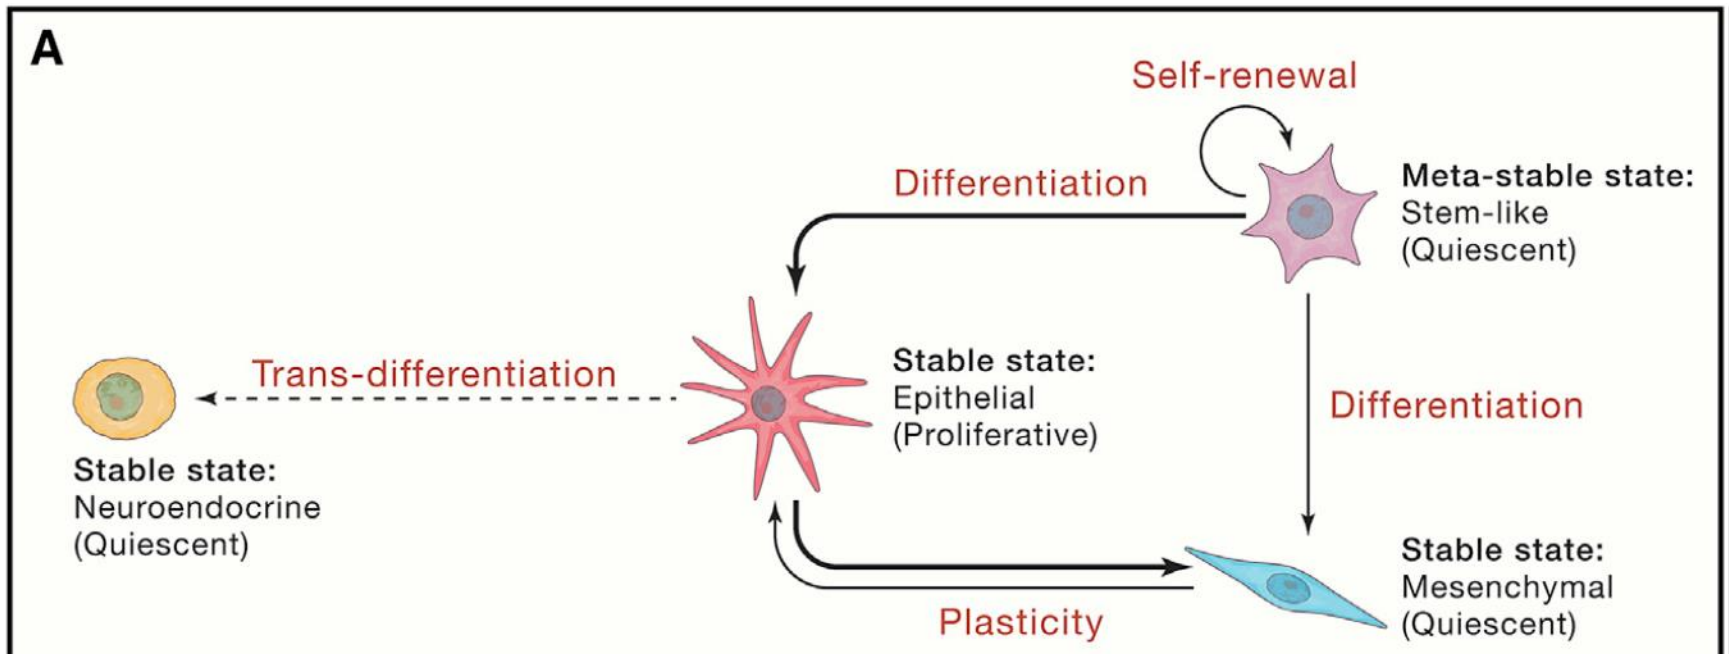 A
Self-renewal
Differentiation
Meta-stable state:
Stem-like
(Quiescent)
Trans-differentiation
Stable state:
Epithelial
(Proliferative)
Differentiation
Stable state:
Neuroendocrine
(Quiescent)
Stable state:
Mesenchymal
(Quiescent)
Plasticity